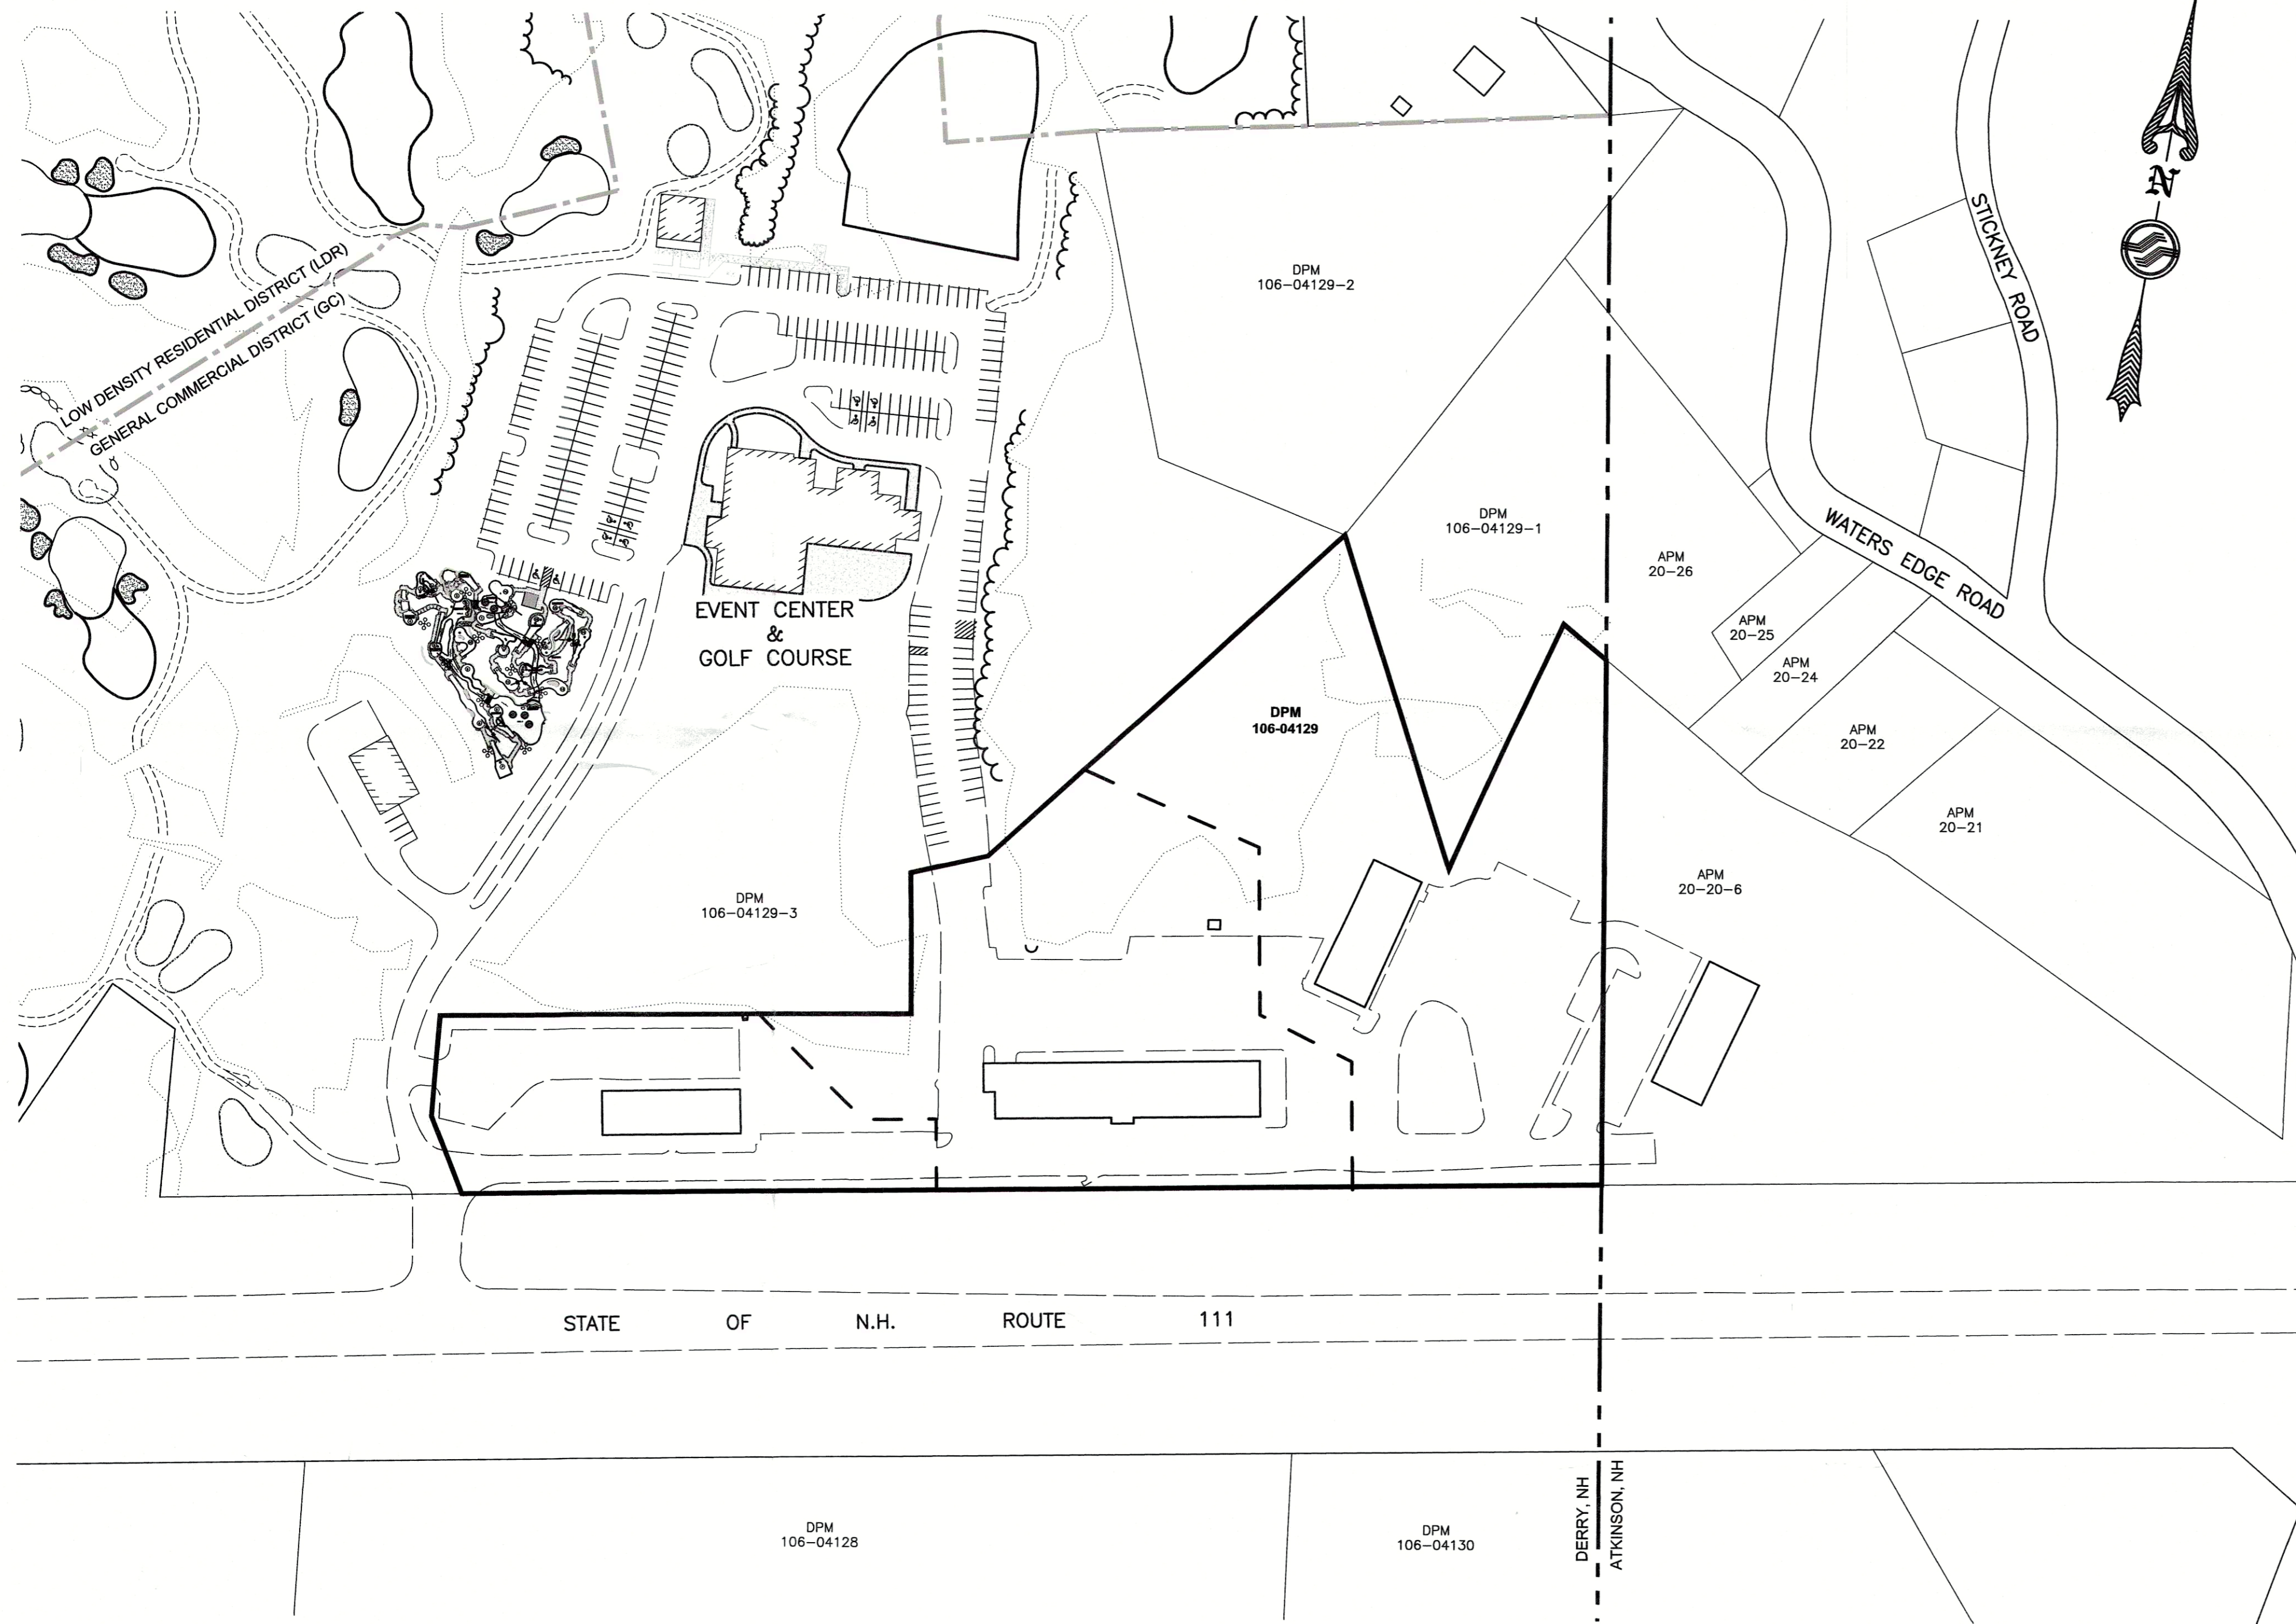 N
STICKNEY ROAD
LOW DENSITY RESIDENTIAL DISTRICT (LDR)
GENERAL COMMERCIAL DISTRICT (GC)
DPM
106-04129-2
DPM
106-04129-1
WATERS EDGE ROAD
APM
20-26
EVENT CENTER
&
GOLF COURSE
APM
20-25
APM
20-24
DPM
106-04129
APM
20-22
APM
20-21
DPM
106-04129-3
APM
20-20-6
STATE OF N.H. ROUTE 111
DERRY, NH
ATKINSON, NH
DPM
106-04128
DPM
106-04130